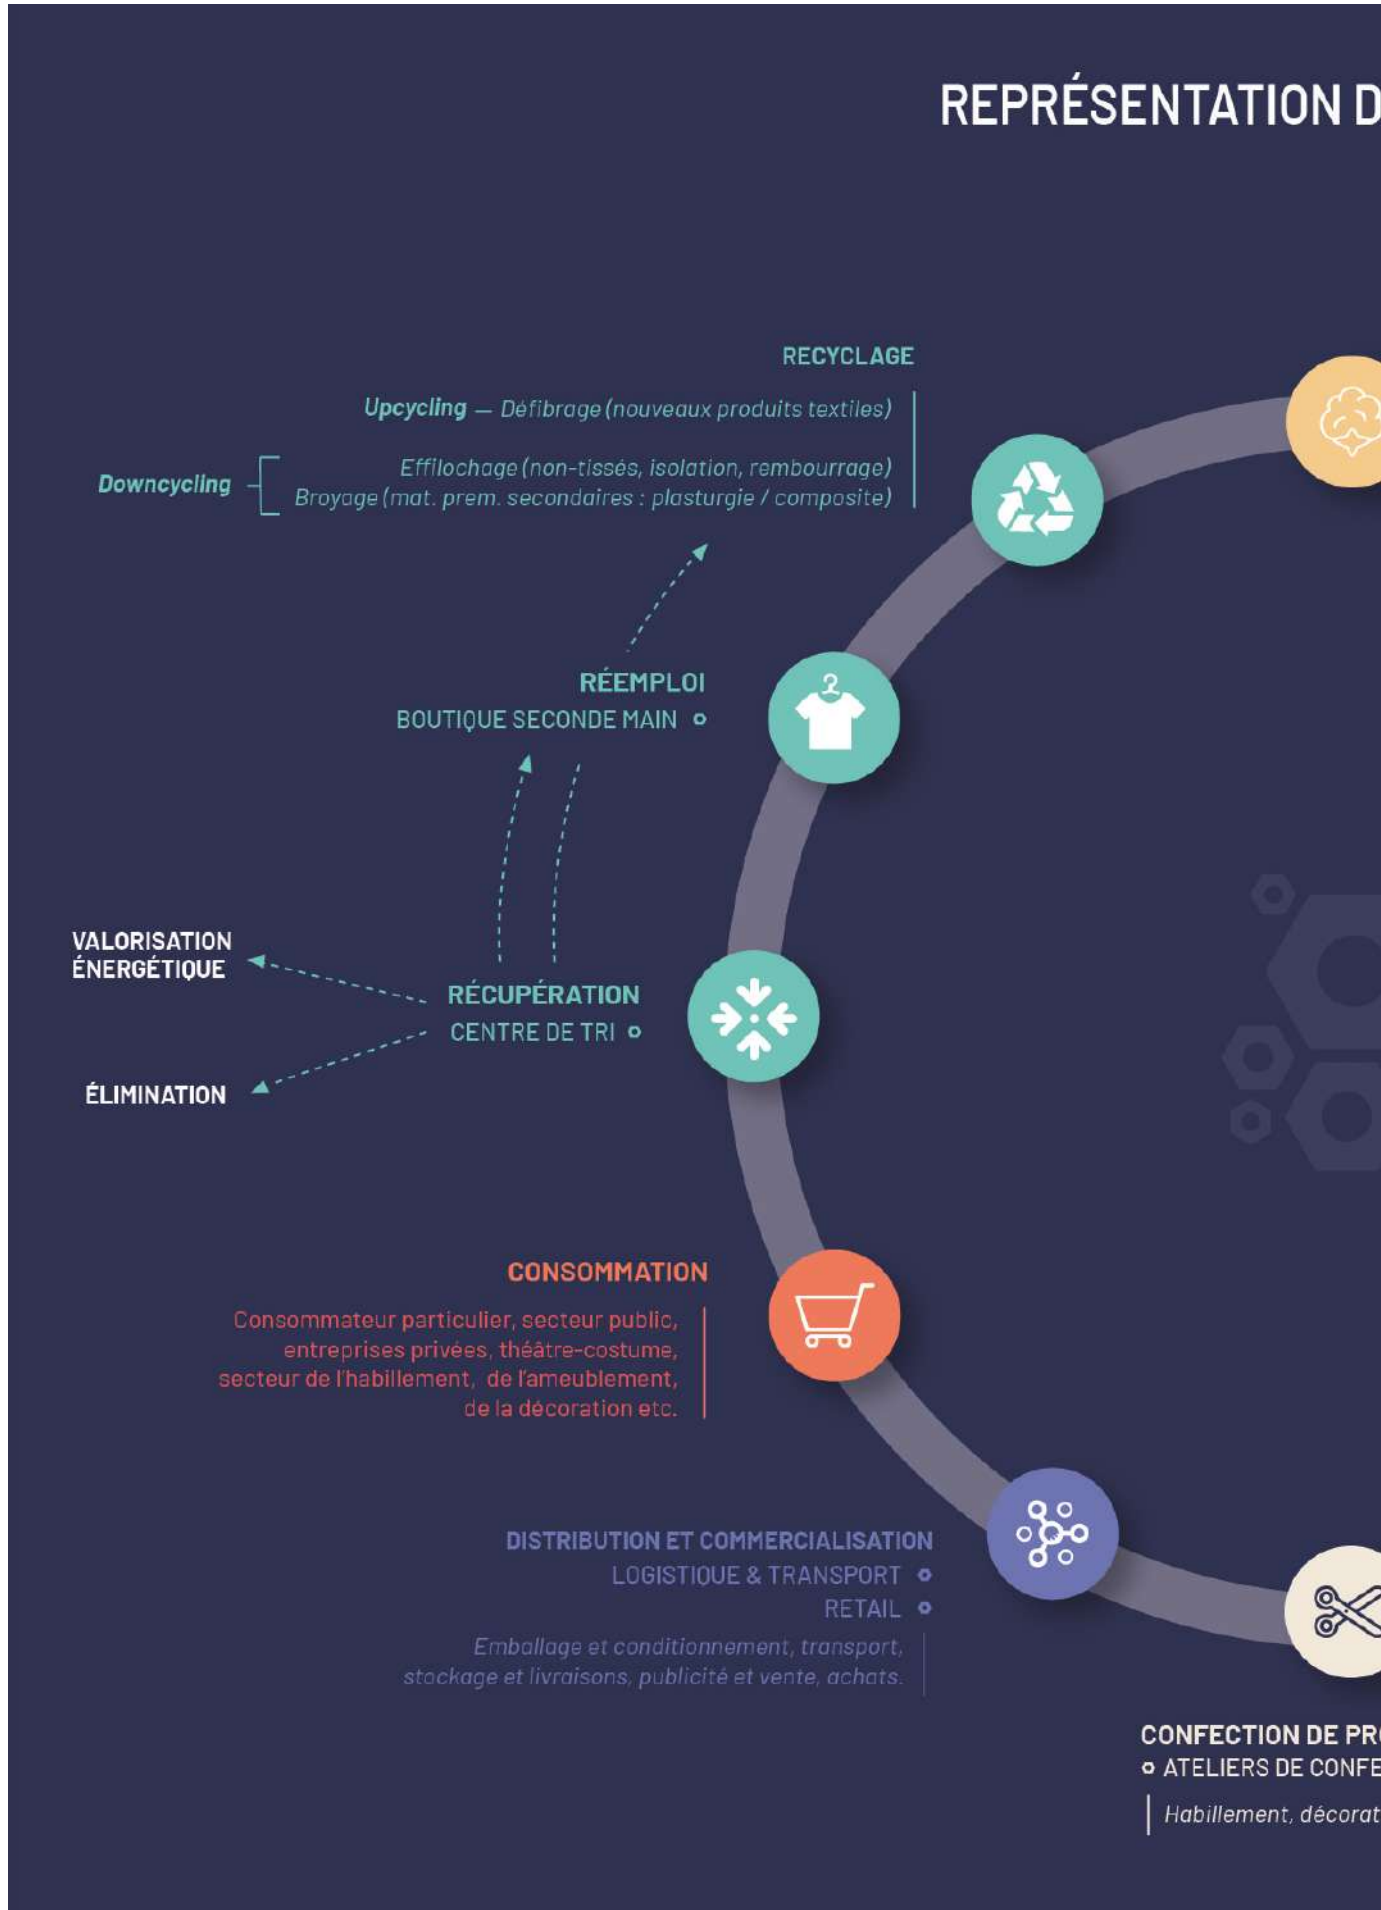 REPRÉSENTATION D
RECYCLAGE
Upcycling — Défibrage (nouveaux produits textiles)
Effilochage (non-tissés, isolation, rembourrage)
Downcycling
Broyage (mat. prem. secondaires : plasturgie / composite)
RÉEMPLOI
BOUTIQUE SECONDE MAIN
VALORISATION
ÉNERGÉTIQUE
RÉCUPÉRATION
CENTRE DE TRI
ÉLIMINATION
CONSOMMATION
Consommateur particulier, secteur public,
entreprises privées, théâtre-costume,
secteur de l'habillement, de l'ameublement,
de la décoration etc.
DISTRIBUTION ET COMMERCIALISATION
LOGISTIQUE & TRANSPORT
RETAIL
Emballage et conditionnement, transport,
stockage et livraisons, publicité et vente, achats.
CONFECTION DE PRO
ATELIERS DE CONFE
Habillement, décorat